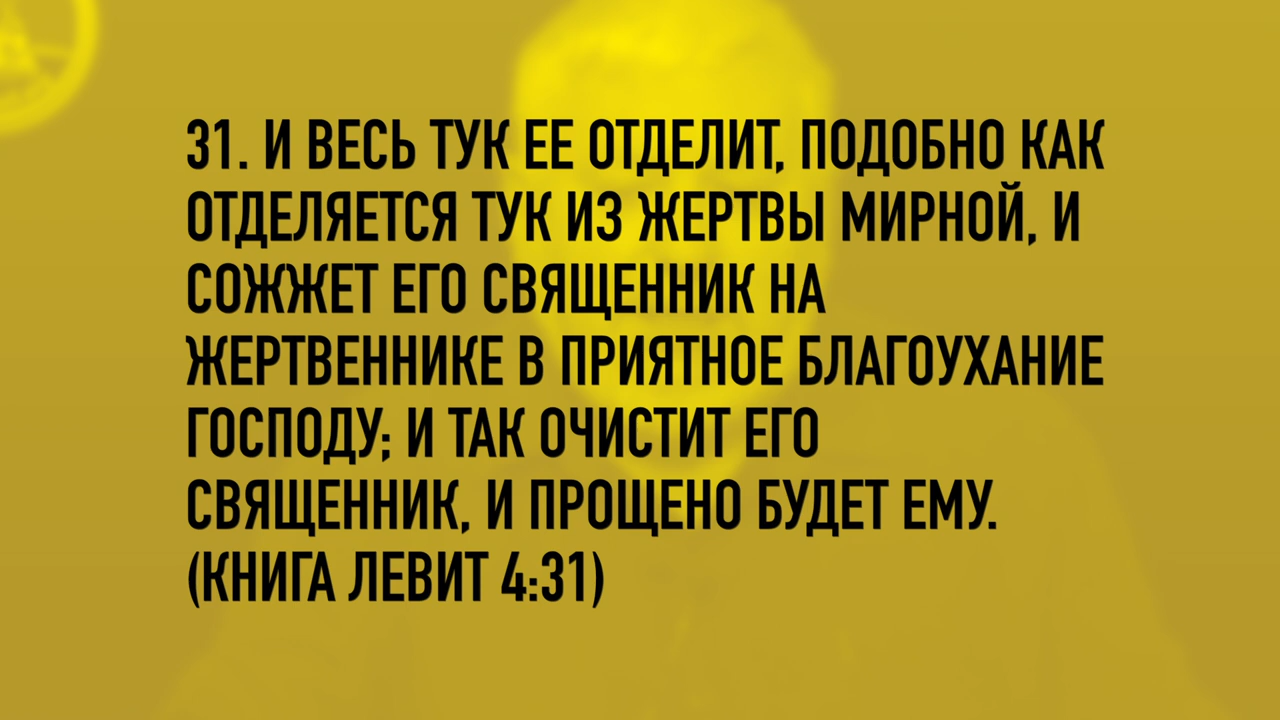 31. И ВЕСЬ ТУК ЕЕ ОТДЕЛИТ, ПОДОБНО КАК
ОТДЕЛЯЕТСЯ ТУК ИЗ ЖЕРТВЫ МИРНОЙ, И
СОЖЖЕТ ЕГО СВЯЩЕННИК НА
ЖЕРТВЕННИКЕ В ПРИЯТНОЕ БЛАГОУХАНИЕ
ГОСПОДУ; И ТАК ОЧИСТИТ ЕГО
СВЯЩЕННИК, И ПРОЩЕНО БУДЕТ ЕМУ.
(КНИГА ЛЕВИТ 4:31)